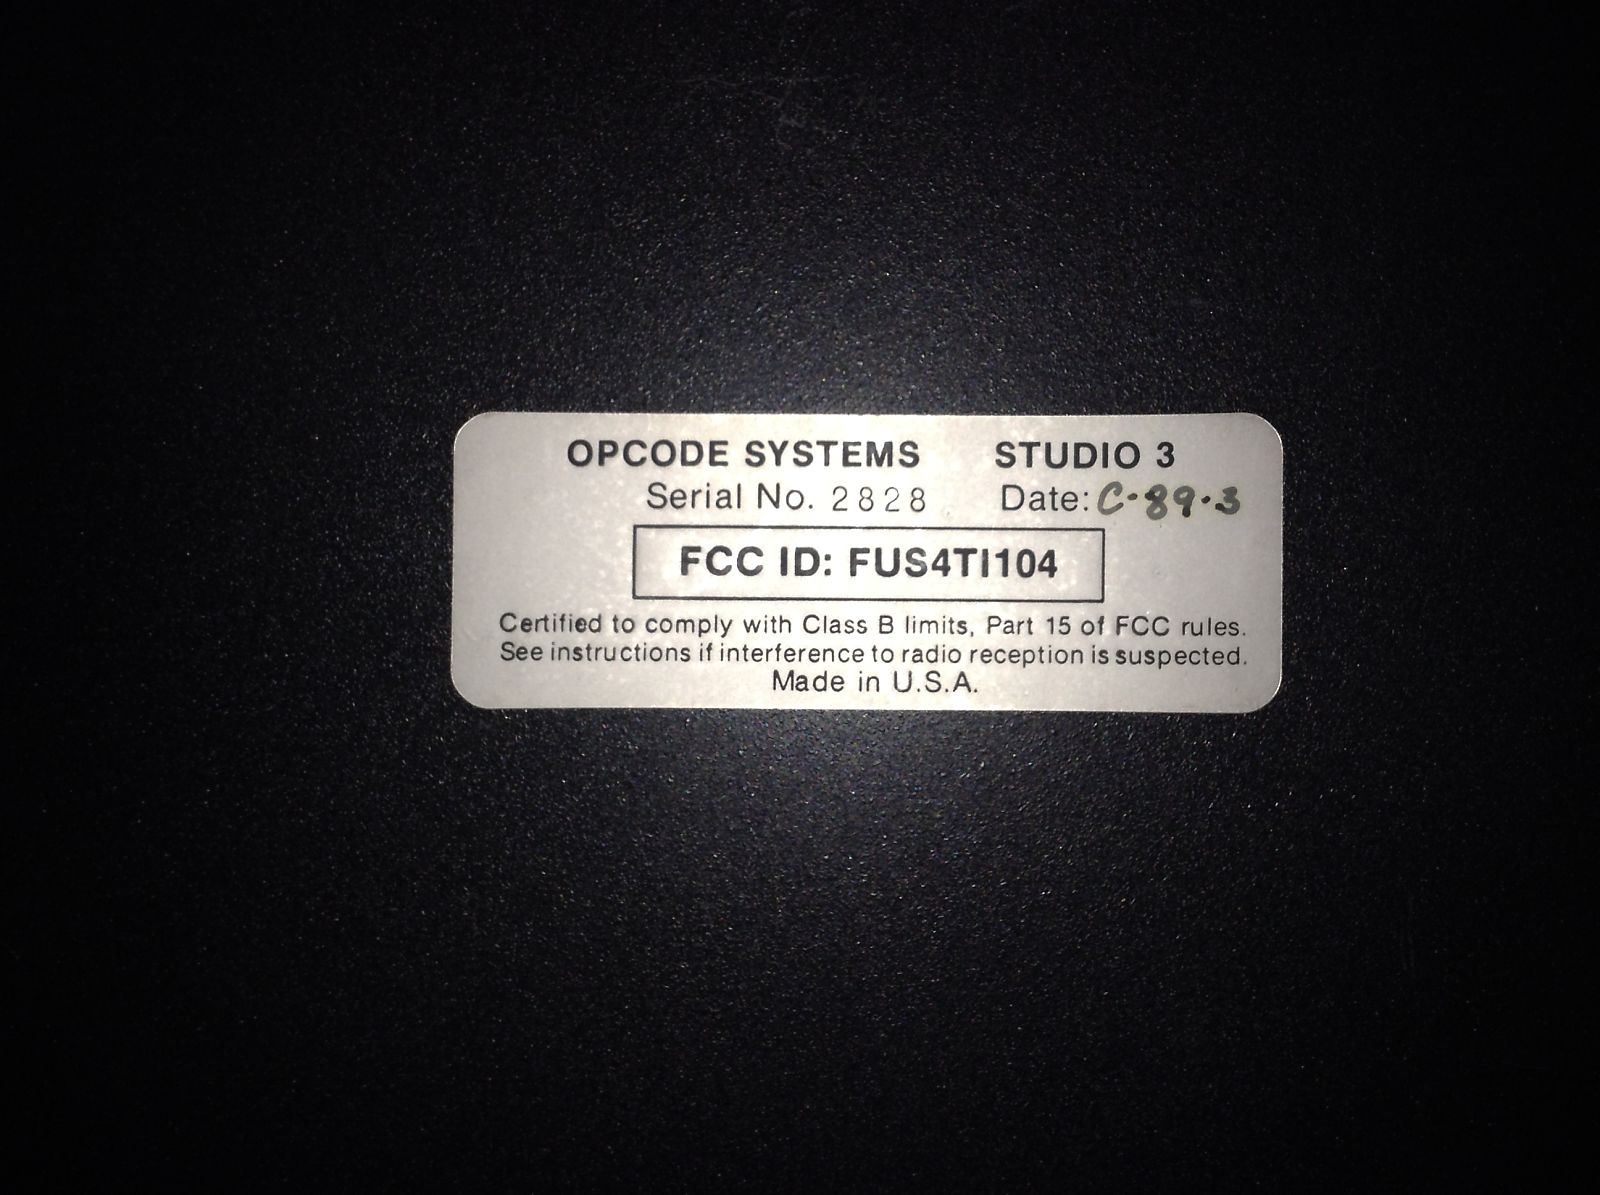 OPCODE SYSTEMS STUDIO 3
Serial No. 2828 Date: C-89-3
FCC ID: FUS4TI104
Certified to comply with Class B limits, Part 15 of FCC rules.
See instructions if interference to radio reception is suspected.
Made in U.S.A.